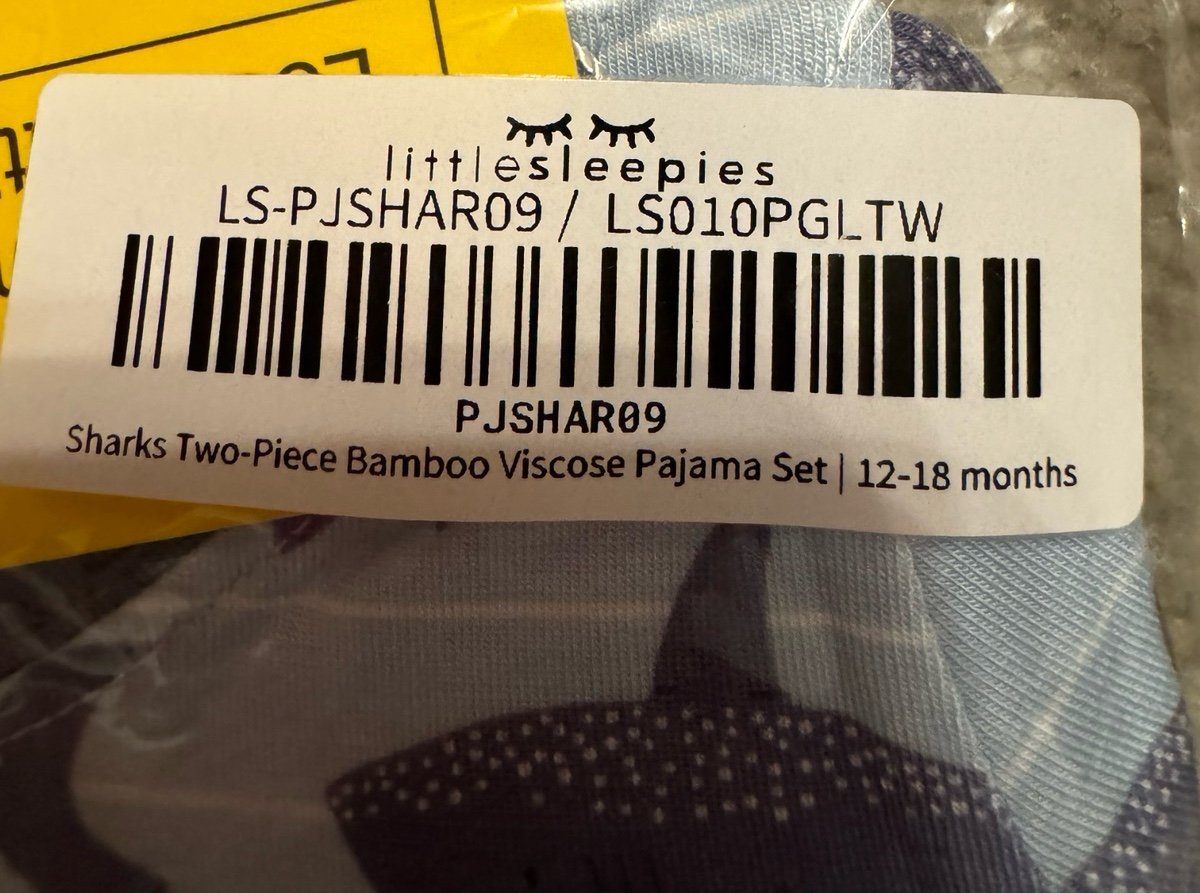 littlesleepies
LS-PJSHAR09 / LS010PGLTW
PJSHAR09
Sharks Two-Piece Bamboo Viscose Pajama Set | 12-18 months